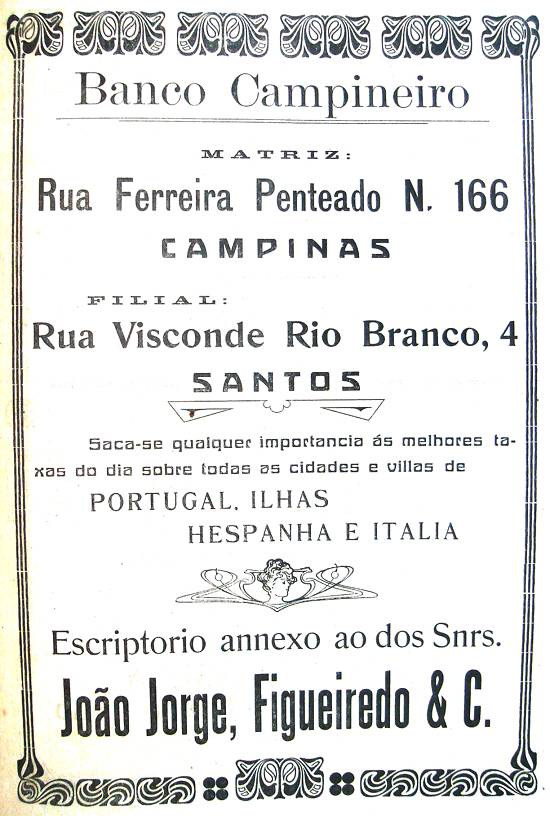 Banco Campineiro
MATRIZ:
Rua Ferreira Penteado N. 166
CAMPINAS
FILIAL:
Rua Visconde Rio Branco, 4
SANTOS
Saca-se qualquer importancia ás melhores ta-
xas do dia sobre todas as cidades e villas de
PORTUGAL, ILHAS
HESPANHA E ITALIA
Escriptorio annexo ao dos Snrs.
João Jorge, Figueiredo & C.